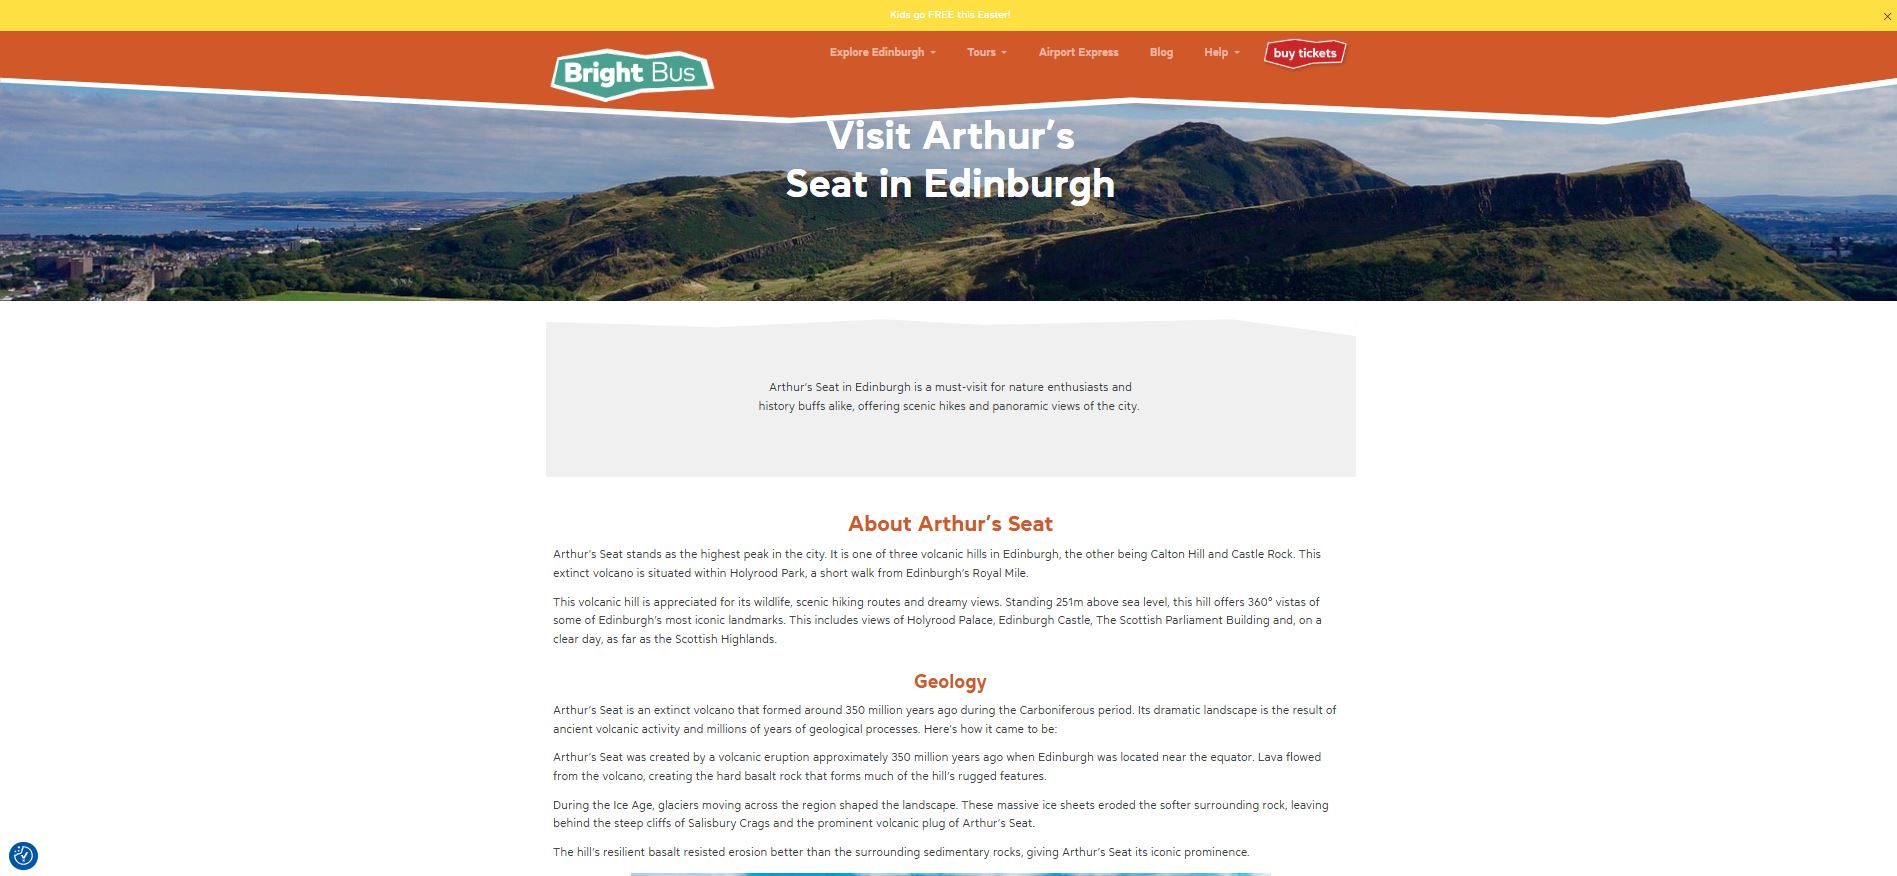 Kids go FREE this Easter!
Bright Bus
Explore Edinburgh
Tours
Airport Express
Blog
Help
buy tickets
Visit Arthur’s
Seat in Edinburgh
Arthur’s Seat in Edinburgh is a must-visit for nature enthusiasts and
history buffs alike, offering scenic hikes and panoramic views of the city.
About Arthur’s Seat
Arthur’s Seat stands as the highest peak in the city. It is one of three volcanic hills in Edinburgh, the other being Calton Hill and Castle Rock. This
extinct volcano is situated within Holyrood Park, a short walk from Edinburgh’s Royal Mile.
This volcanic hill is appreciated for its wildlife, scenic hiking routes and dreamy views. Standing 251m above sea level, this hill offers 360° vistas of
some of Edinburgh’s most iconic landmarks. This includes views of Holyrood Palace, Edinburgh Castle, The Scottish Parliament Building and, on a
clear day, as far as the Scottish Highlands.
Geology
Arthur’s Seat is an extinct volcano that formed around 350 million years ago during the Carboniferous period. Its dramatic landscape is the result of
ancient volcanic activity and millions of years of geological processes. Here’s how it came to be:
Arthur’s Seat was created by a volcanic eruption approximately 350 million years ago when Edinburgh was located near the equator. Lava flowed
from the volcano, creating the hard basalt rock that forms much of the hill’s rugged features.
During the Ice Age, glaciers moving across the region shaped the landscape. These massive ice sheets eroded the softer surrounding rock, leaving
behind the steep cliffs of Salisbury Crags and the prominent volcanic plug of Arthur’s Seat.
The hill’s resilient basalt resisted erosion better than the surrounding sedimentary rocks, giving Arthur’s Seat its iconic prominence.